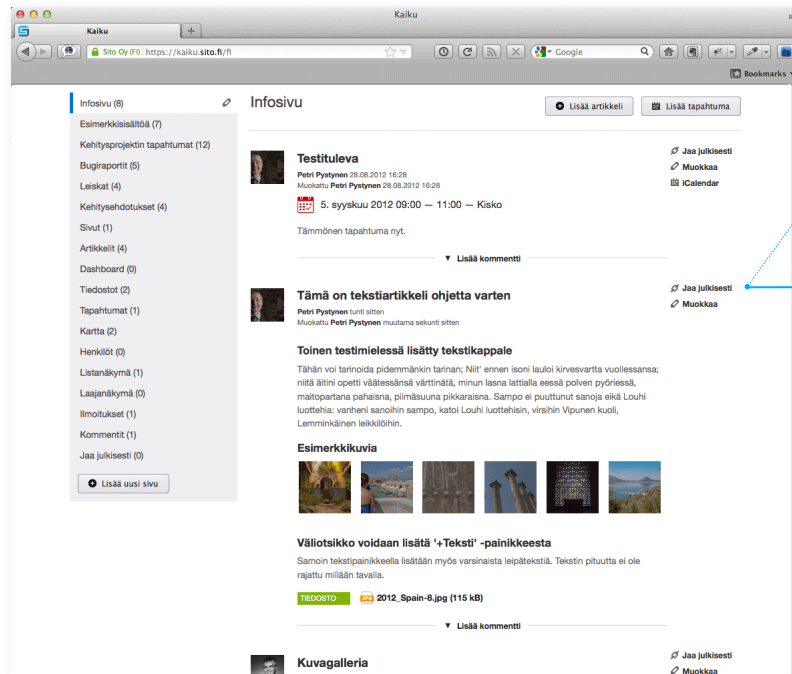 Kaiku
Kaiku
Sito Oy (FI) https://kaiku.sito.fi/fi
Google
Bookmarks
Infosivu (8)
Esimerkkisisältöä (7)
Kehitysprojektin tapahtumat (12)
Bugiraportit (5)
Leiskat (4)
Kehitysehdotukset (4)
Sivut (1)
Artikkelit (4)
Dashboard (0)
Tiedostot (2)
Tapahtumat (1)
Kartta (2)
Henkilöt (0)
Listanäkymä (1)
Laajanäkymä (0)
Ilmoitukset (1)
Kommentit (1)
Jaa julkisesti (0)
Lisää uusi sivu
Infosivu
Lisää artikkeli
Lisää tapahtuma
Testituleva
Petri Pystynen 28.08.2012 16:28
Muokattu Petri Pystynen 28.08.2012 16:28
5. syyskuu 2012 09:00 — 11:00 — Kisko
Tämmönen tapahtuma nyt.
Jaa julkisesti
Muokkaa
iCalendar
▼ Lisää kommentti
Tämä on tekstiartikkeli ohjetta varten
Petri Pystynen tunti sitten
Muokattu Petri Pystynen muutama sekunti sitten
Jaa julkisesti
Muokkaa
Toinen testimielessä lisätty tekstikappale
Tähän voi tarinoida pidemmänkin tarinan; Niit' ennen isoni lauloi kirvesvartta vuollessansa;
niitä äitini opetti väätessänsä värttinätä, minun lasna lattialla eessä polven pyöriessä,
maitopartana pahaisna, piimäsuuna pikkaraisna. Sampo ei puuttunut sanoja eikä Louhi
luottehia: vanheni sanoihin sampo, katoi Louhi luottehisin, virsihin Vipunen kuoli,
Lemminkäinen leikkilöihin.
Esimerkkikuvia
Väliotsikko voidaan lisätä '+Teksti' -painikkeesta
Samoin tekstipainikkeella lisätään myös varsinaista leipätekstiä. Tekstin pituutta ei ole
rajattu millään tavalla.
TIEDOSTO JPG 2012_Spain-8.jpg (115 kB)
▼ Lisää kommentti
Kuvagalleria
Jaa julkisesti
Muokkaa